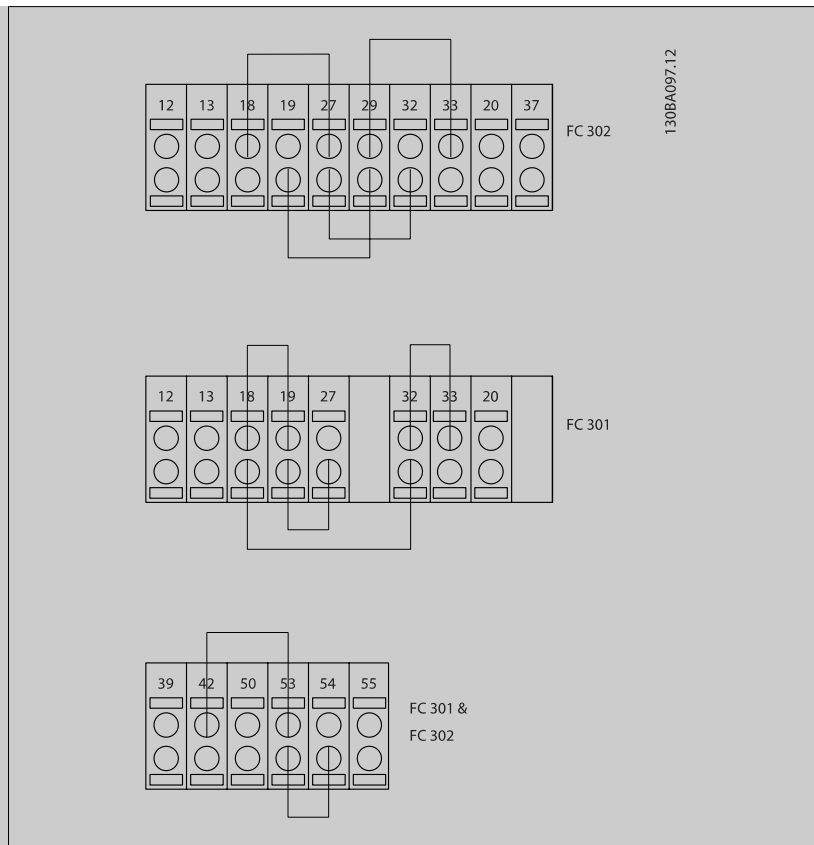 130BA097.12
12 13 18 19 27 29 32 33 20 37
FC 302
12 13 18 19 27 32 33 20
FC 301
39 42 50 53 54 55
FC 301 &
FC 302